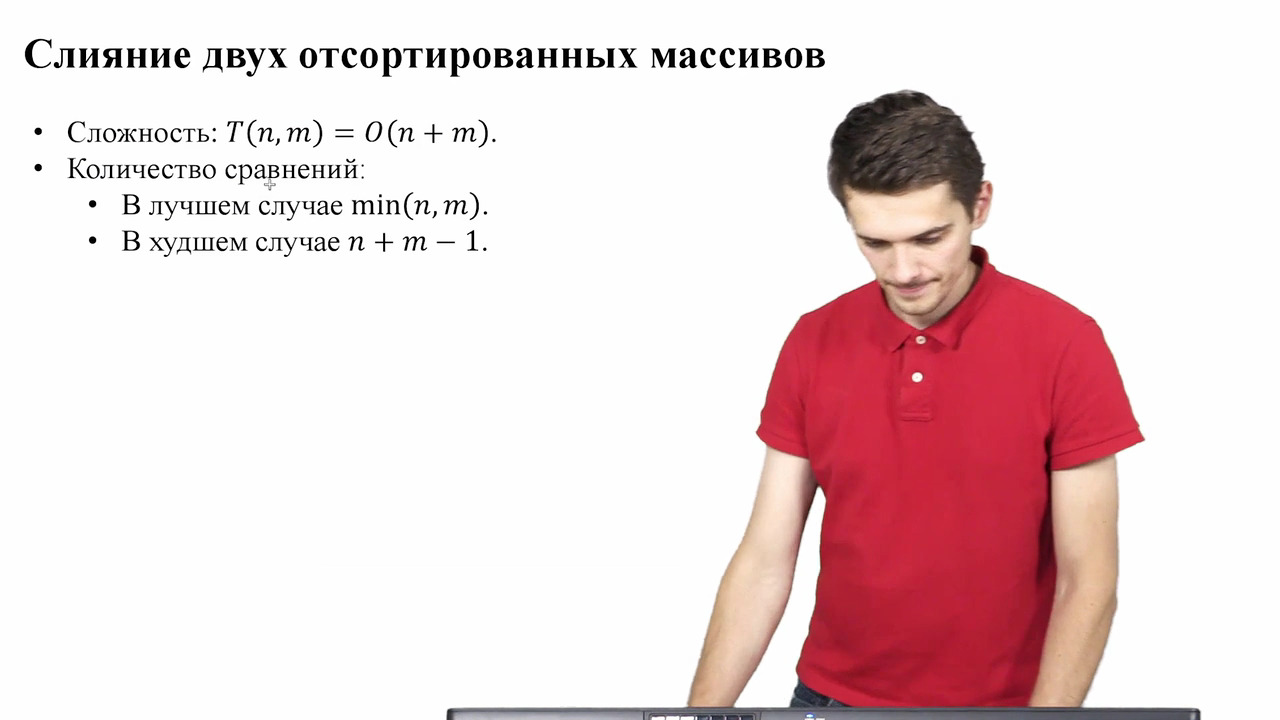 Слияние двух отсортированных массивов
• Сложность: T(n, m) = O(n + m).
• Количество сравнений:
• В лучшем случае min(n, m).
• В худшем случае n + m − 1.